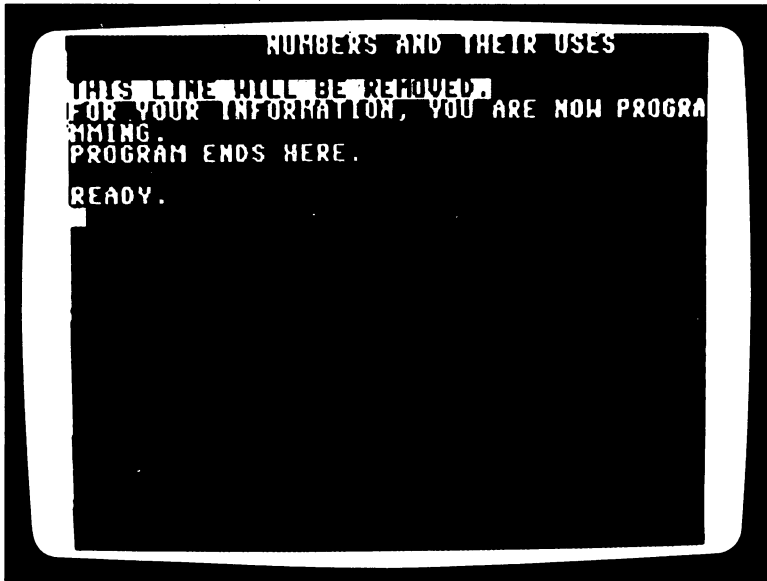 NUMBERS AND THEIR USES
THIS LINE WILL BE REMOVED.
FOR YOUR INFORMATION, YOU ARE NOW PROGRA
MMING.
PROGRAM ENDS HERE.
READY.